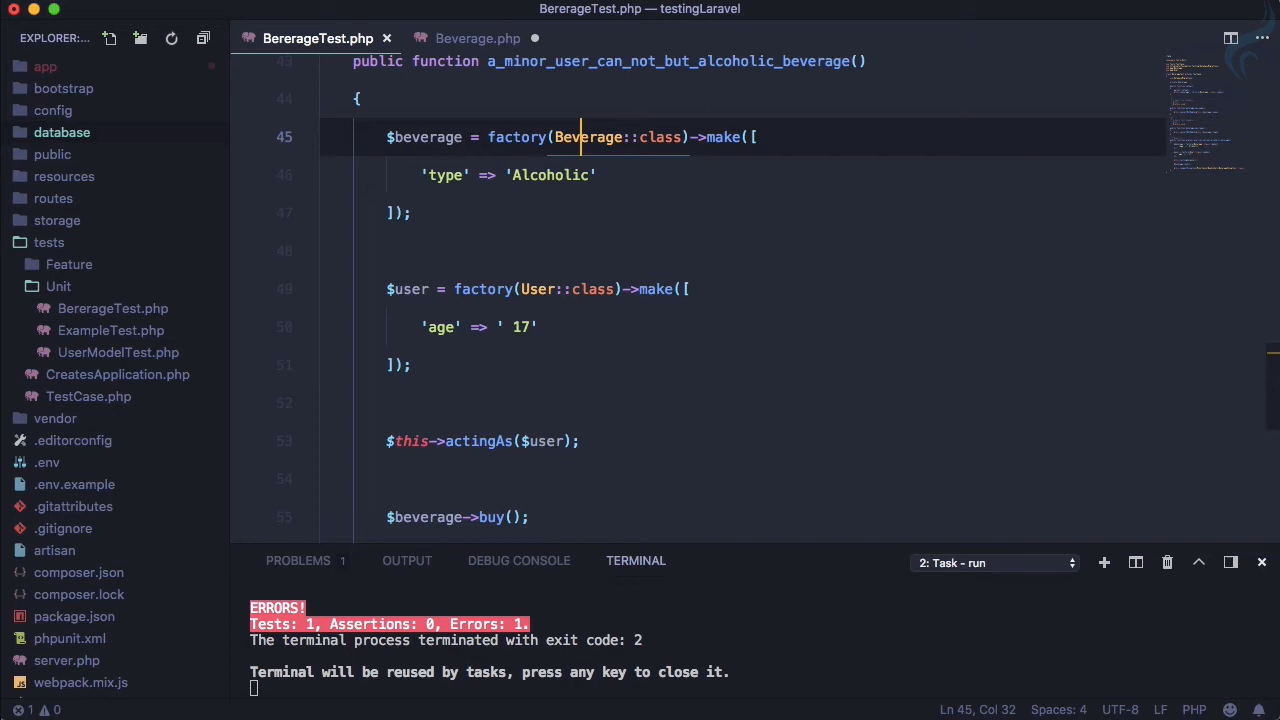 BererageTest.php — testingLaravel
EXPLORER:...
BererageTest.php
Beverage.php
app
bootstrap
config
database
public
resources
routes
storage
tests
Feature
Unit
BererageTest.php
ExampleTest.php
UserModelTest.php
CreatesApplication.php
TestCase.php
vendor
.editorconfig
.env
.env.example
.gitattributes
.gitignore
artisan
composer.json
composer.lock
package.json
phpunit.xml
server.php
webpack.mix.js
43 public function a_minor_user_can_not_but_alcoholic_beverage()
44 {
45 $beverage = factory(Beverage::class)->make([
46 'type' => 'Alcoholic'
47 ]);
48
49 $user = factory(User::class)->make([
50 'age' => ' 17'
51 ]);
52
53 $this->actingAs($user);
54
55 $beverage->buy();
PROBLEMS 1 OUTPUT DEBUG CONSOLE TERMINAL 2: Task - run
ERRORS!
Tests: 1, Assertions: 0, Errors: 1.
The terminal process terminated with exit code: 2
Terminal will be reused by tasks, press any key to close it.
1 0 Ln 45, Col 32 Spaces: 4 UTF-8 LF PHP